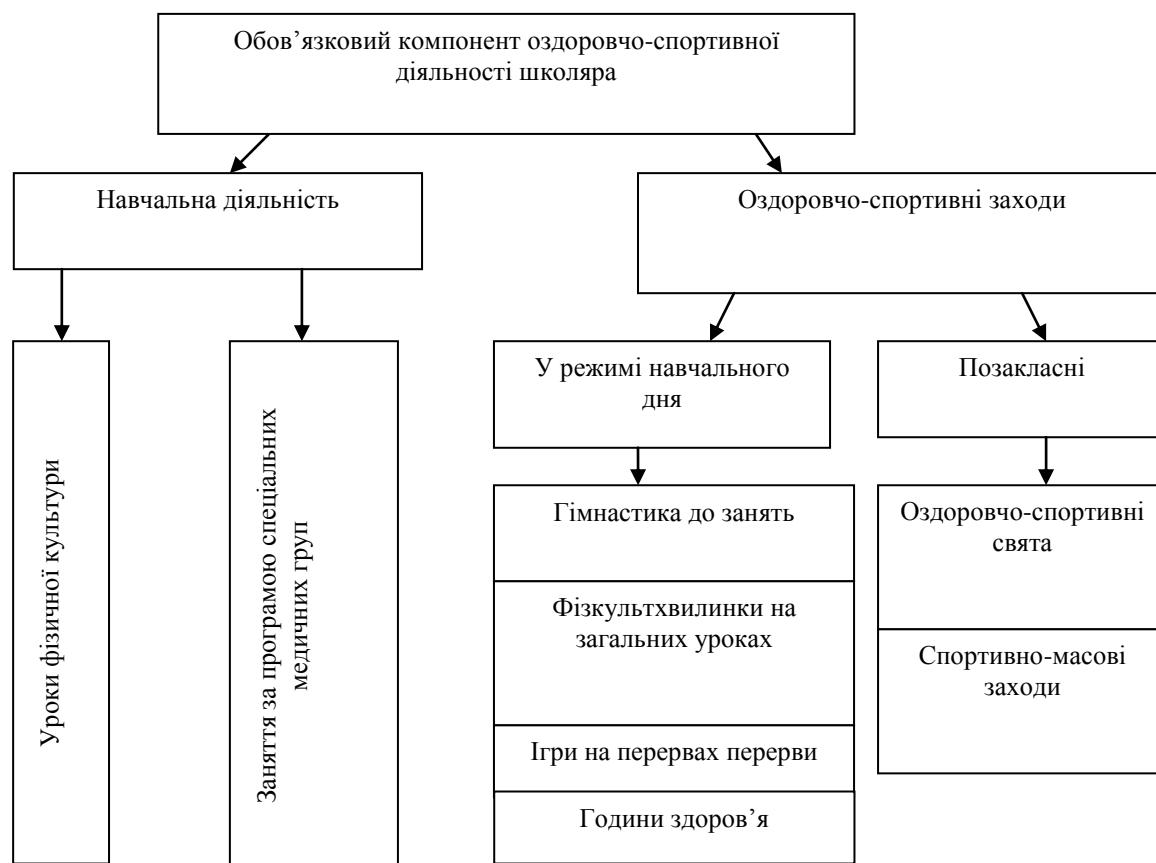 Обов’язковий компонент оздоровчо-спортивної
діяльності школяра
Навчальна діяльність
Оздоровчо-спортивні заходи
Уроки фізичної культури
Заняття за програмою спеціальних
медичних груп
У режимі навчального
дня
Позакласні
Гімнастика до занять
Фізкультхвилинки на
загальних уроках
Ігри на перервах перерви
Години здоров’я
Оздоровчо-спортивні
свята
Спортивно-масові
заходи